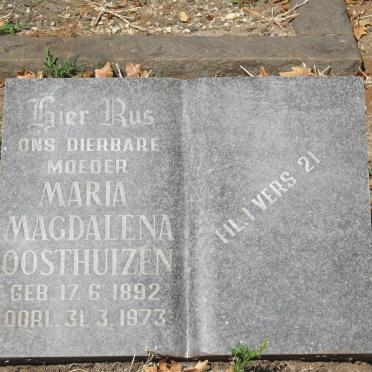 Hier Rus
ONS DIERBARE
MOEDER
MARIA
MAGDALENA
OOSTHUIZEN
GEB. 17. 6. 1892
OORL. 31. 3. 1973
FIL. 1 VERS. 21